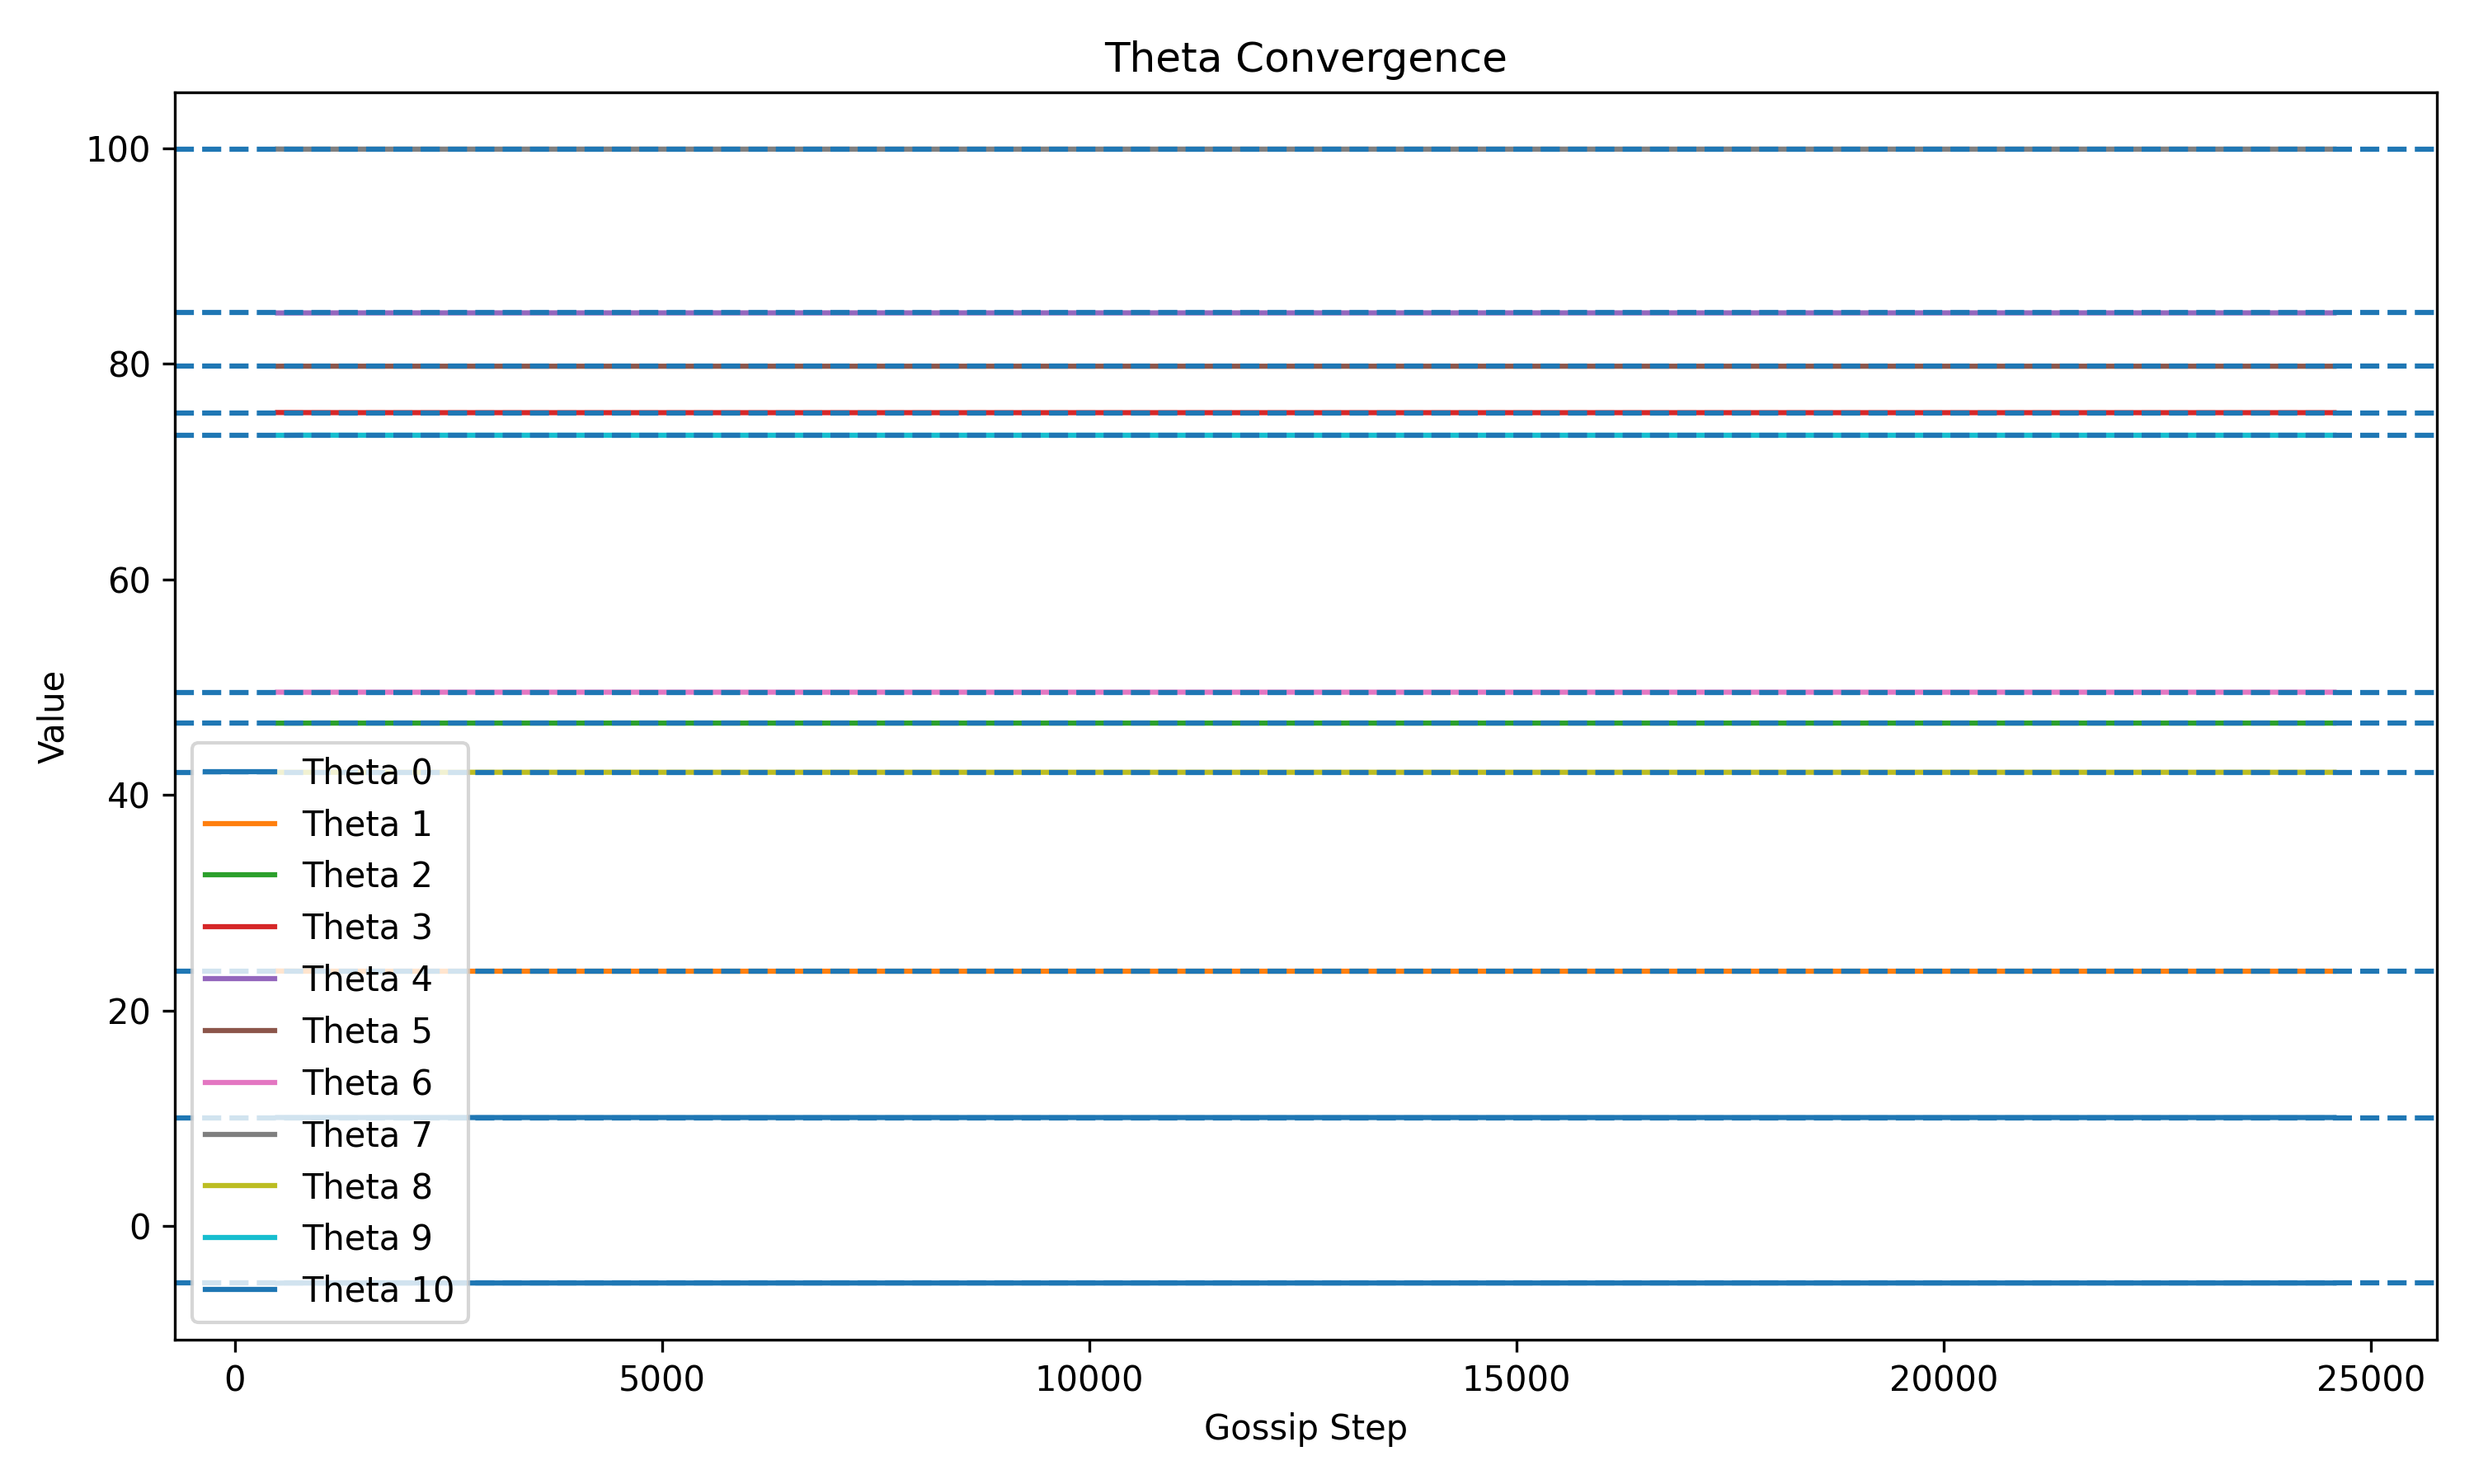 Theta Convergence
100
80
60
40
20
0
Value
Theta 0
Theta 1
Theta 2
Theta 3
Theta 4
Theta 5
Theta 6
Theta 7
Theta 8
Theta 9
Theta 10
0 5000 10000 15000 20000 25000
Gossip Step